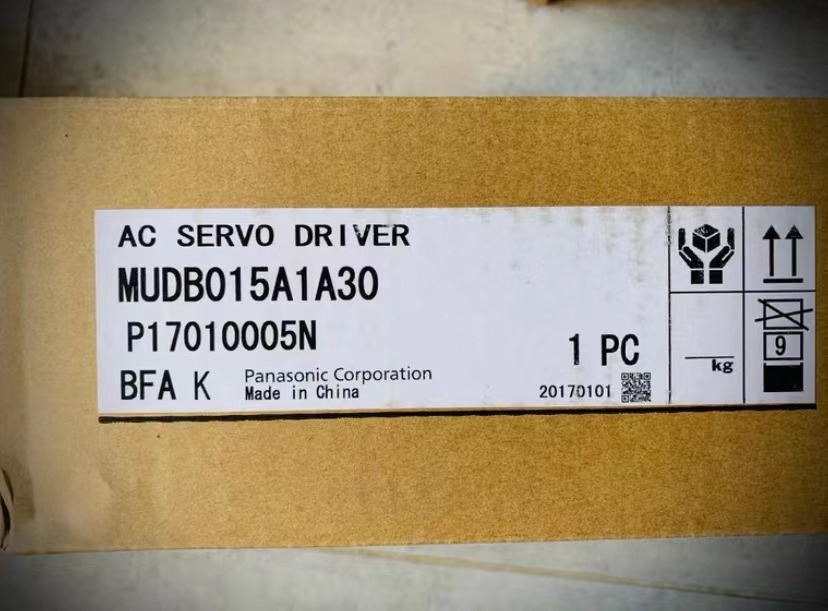 AC SERVO DRIVER
MUDB015A1A30
P17010005N
1 PC
BFA K
Panasonic Corporation
Made in China
20170101
kg
9